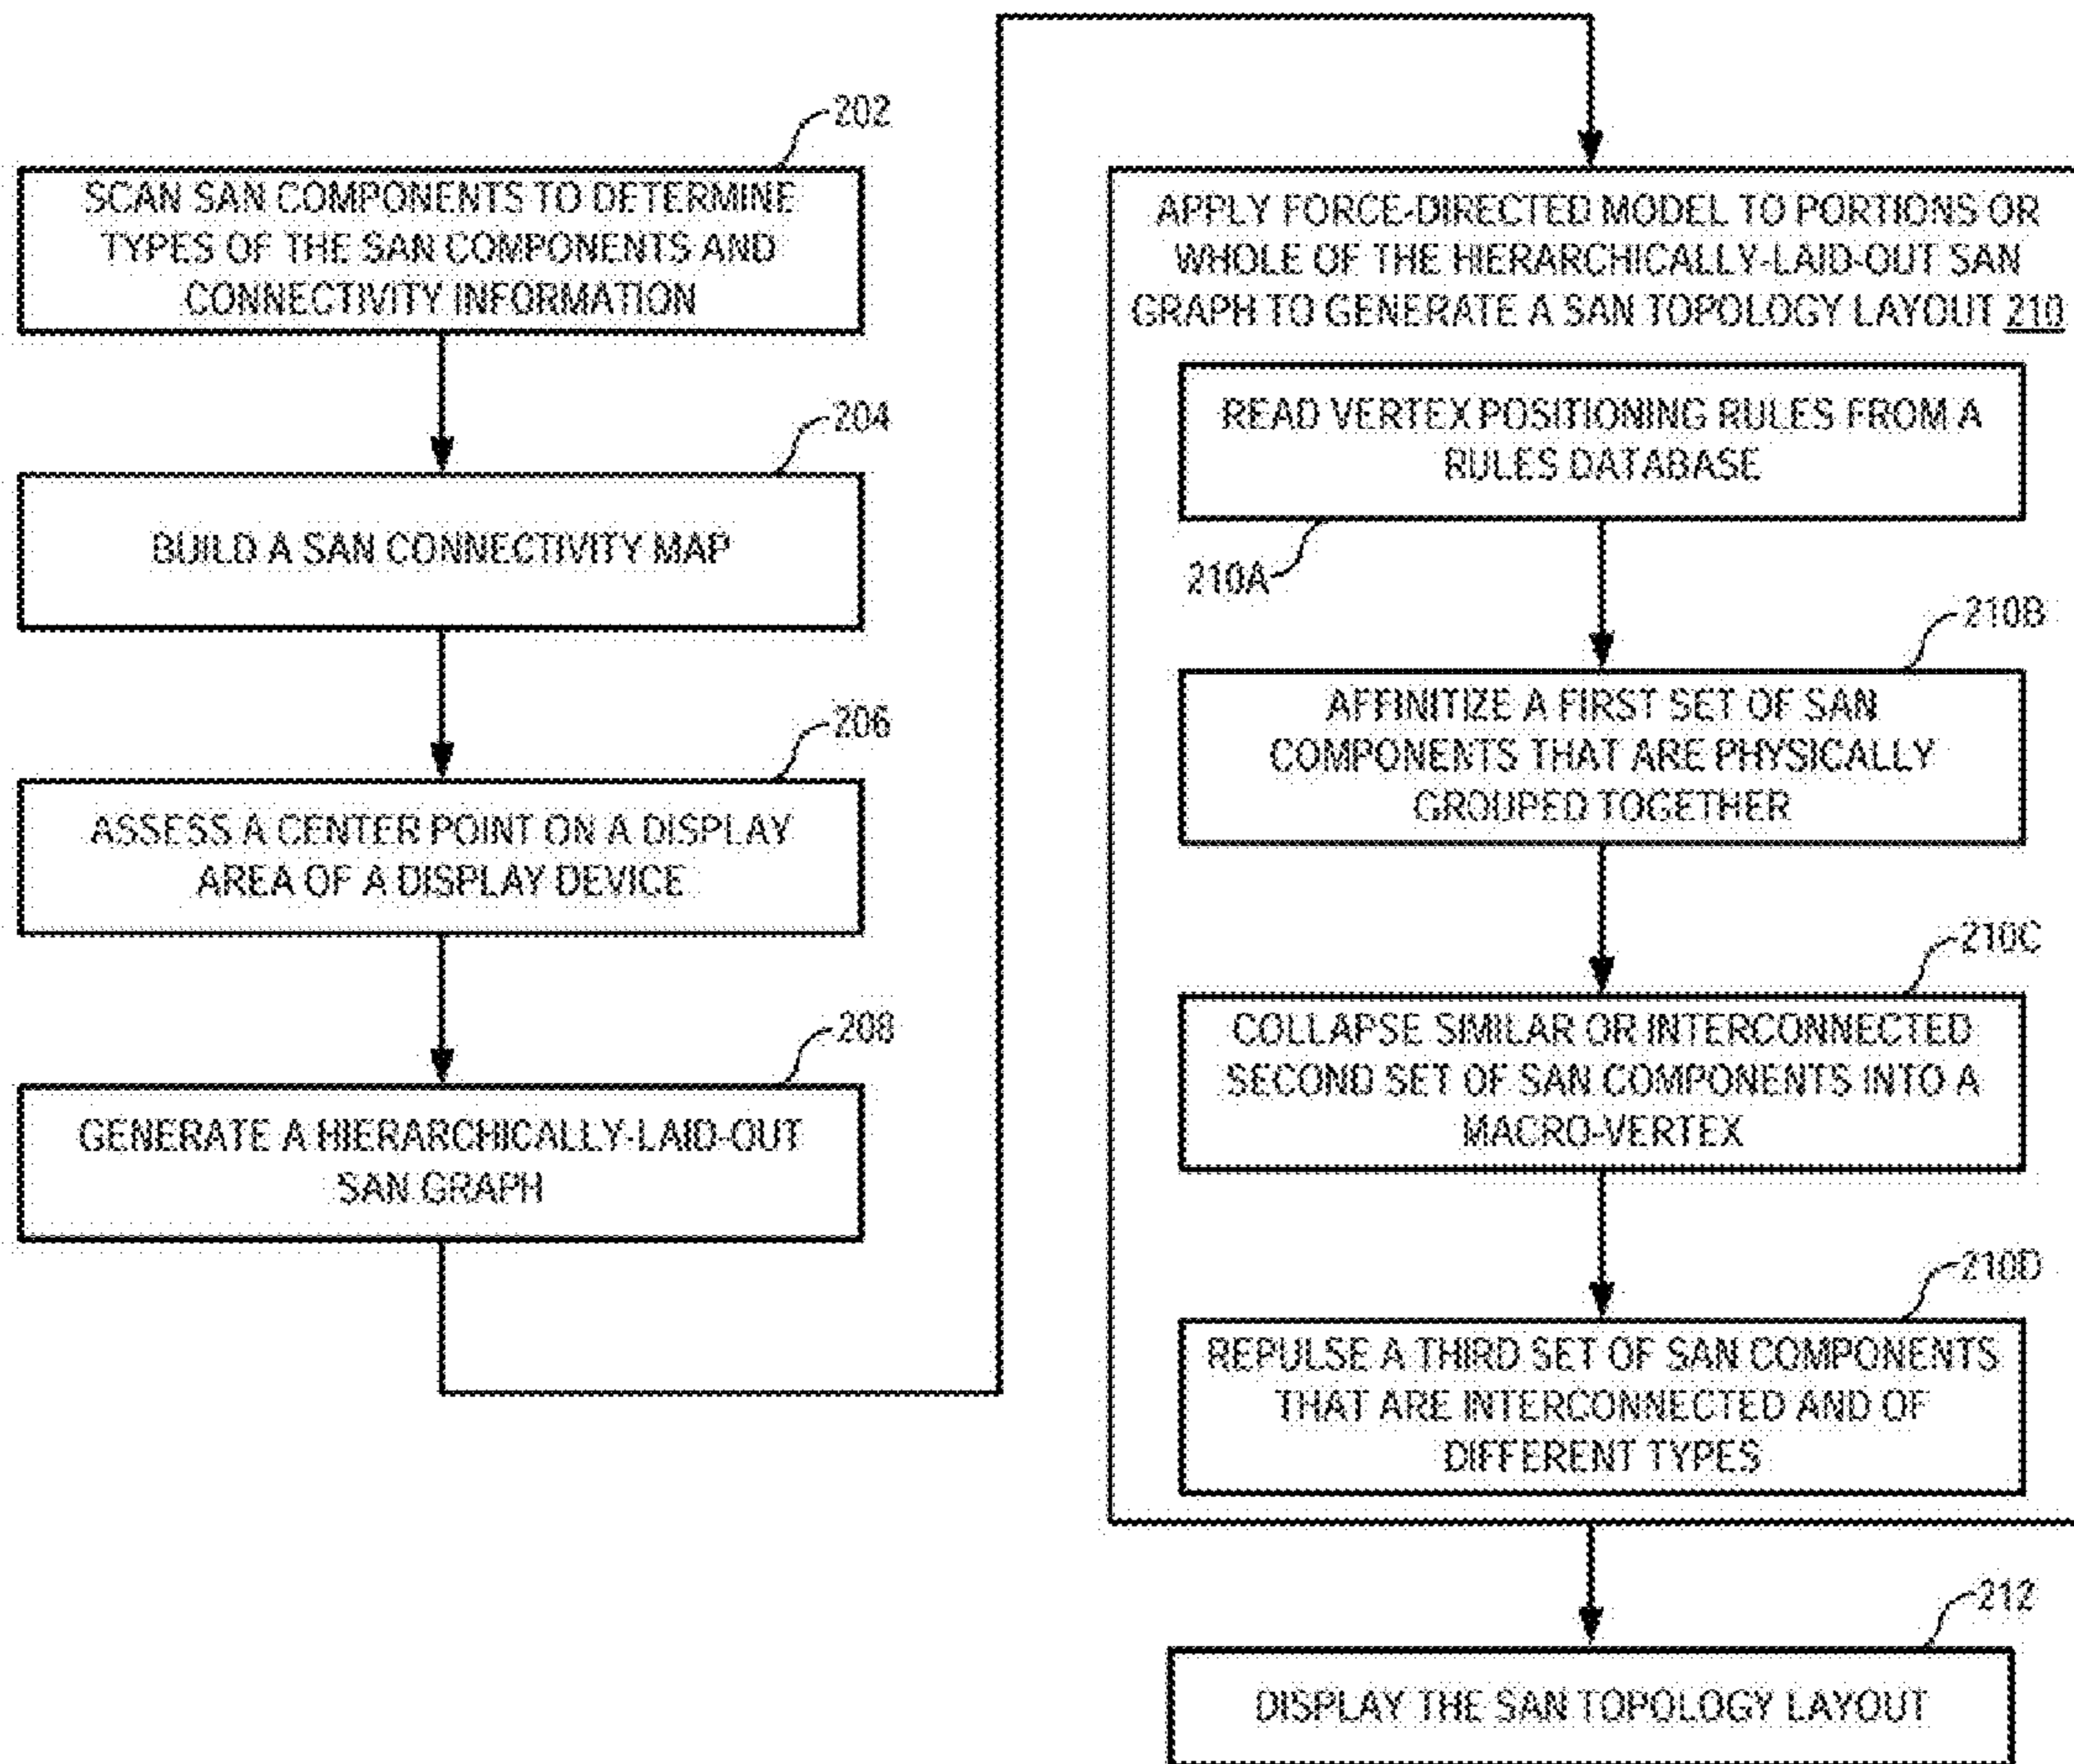 202
SCAN SAN COMPONENTS TO DETERMINE
TYPES OF THE SAN COMPONENTS AND
CONNECTIVITY INFORMATION
204
BUILD A SAN CONNECTIVITY MAP
206
ASSESS A CENTER POINT ON A DISPLAY
AREA OF A DISPLAY DEVICE
208
GENERATE A HIERARCHICALLY-LAID-OUT
SAN GRAPH
APPLY FORCE-DIRECTED MODEL TO PORTIONS OR
WHOLE OF THE HIERARCHICALLY-LAID-OUT SAN
GRAPH TO GENERATE A SAN TOPOLOGY LAYOUT 210
READ VERTEX POSITIONING RULES FROM A
RULES DATABASE
210A
210B
AFFINITIZE A FIRST SET OF SAN
COMPONENTS THAT ARE PHYSICALLY
GROUPED TOGETHER
210C
COLLAPSE SIMILAR OR INTERCONNECTED
SECOND SET OF SAN COMPONENTS INTO A
MACRO-VERTEX
210D
REPULSE A THIRD SET OF SAN COMPONENTS
THAT ARE INTERCONNECTED AND OF
DIFFERENT TYPES
212
DISPLAY THE SAN TOPOLOGY LAYOUT